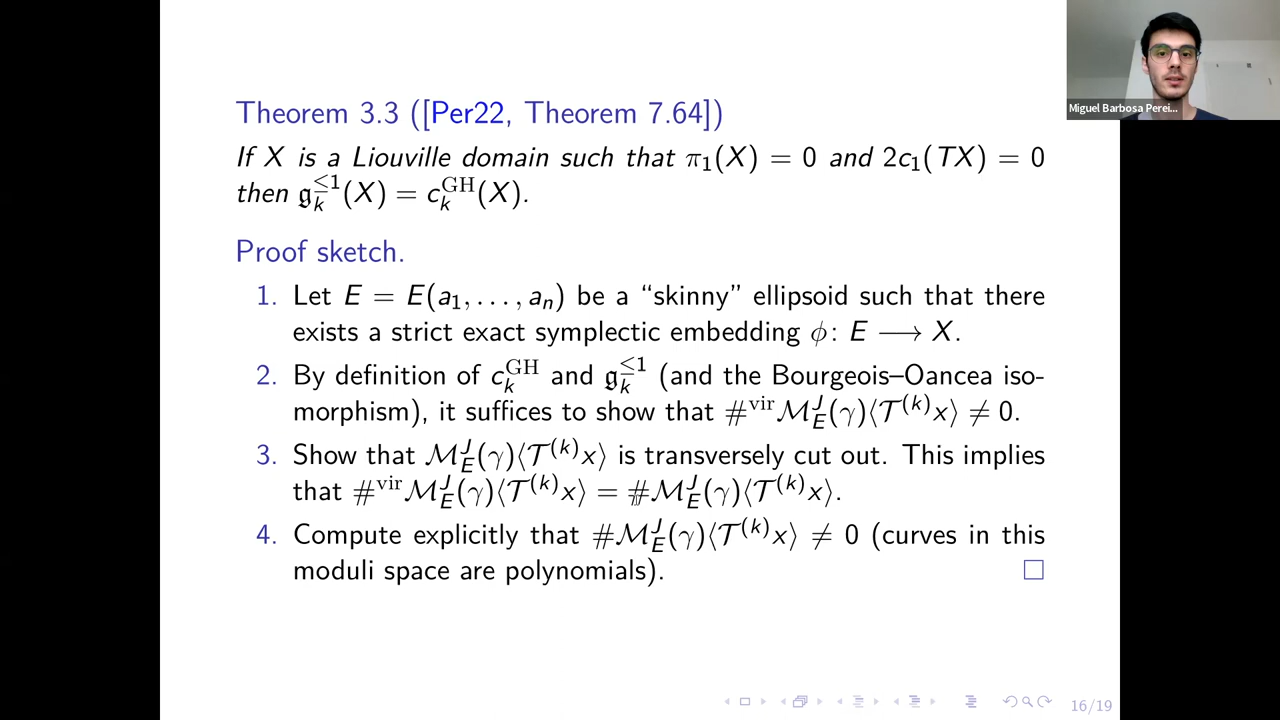 Theorem 3.3 ([Per22, Theorem 7.64])
If X is a Liouville domain such that π₁(X) = 0 and 2c₁(TX) = 0
then 𝔤ₖ^{≤1}(X) = cₖ^{GH}(X).
Proof sketch.
1. Let E = E(a₁, . . . , aₙ) be a “skinny” ellipsoid such that there
exists a strict exact symplectic embedding ϕ: E ⟶ X.
2. By definition of cₖ^{GH} and 𝔤ₖ^{≤1} (and the Bourgeois–Oancea iso-
morphism), it suffices to show that #^{vir}ℳ_E^J(γ)⟨𝒯^{(k)}x⟩ ≠ 0.
3. Show that ℳ_E^J(γ)⟨𝒯^{(k)}x⟩ is transversely cut out. This implies
that #^{vir}ℳ_E^J(γ)⟨𝒯^{(k)}x⟩ = #ℳ_E^J(γ)⟨𝒯^{(k)}x⟩.
4. Compute explicitly that #ℳ_E^J(γ)⟨𝒯^{(k)}x⟩ ≠ 0 (curves in this
moduli space are polynomials). □
16/19
Miguel Barbosa Perei...